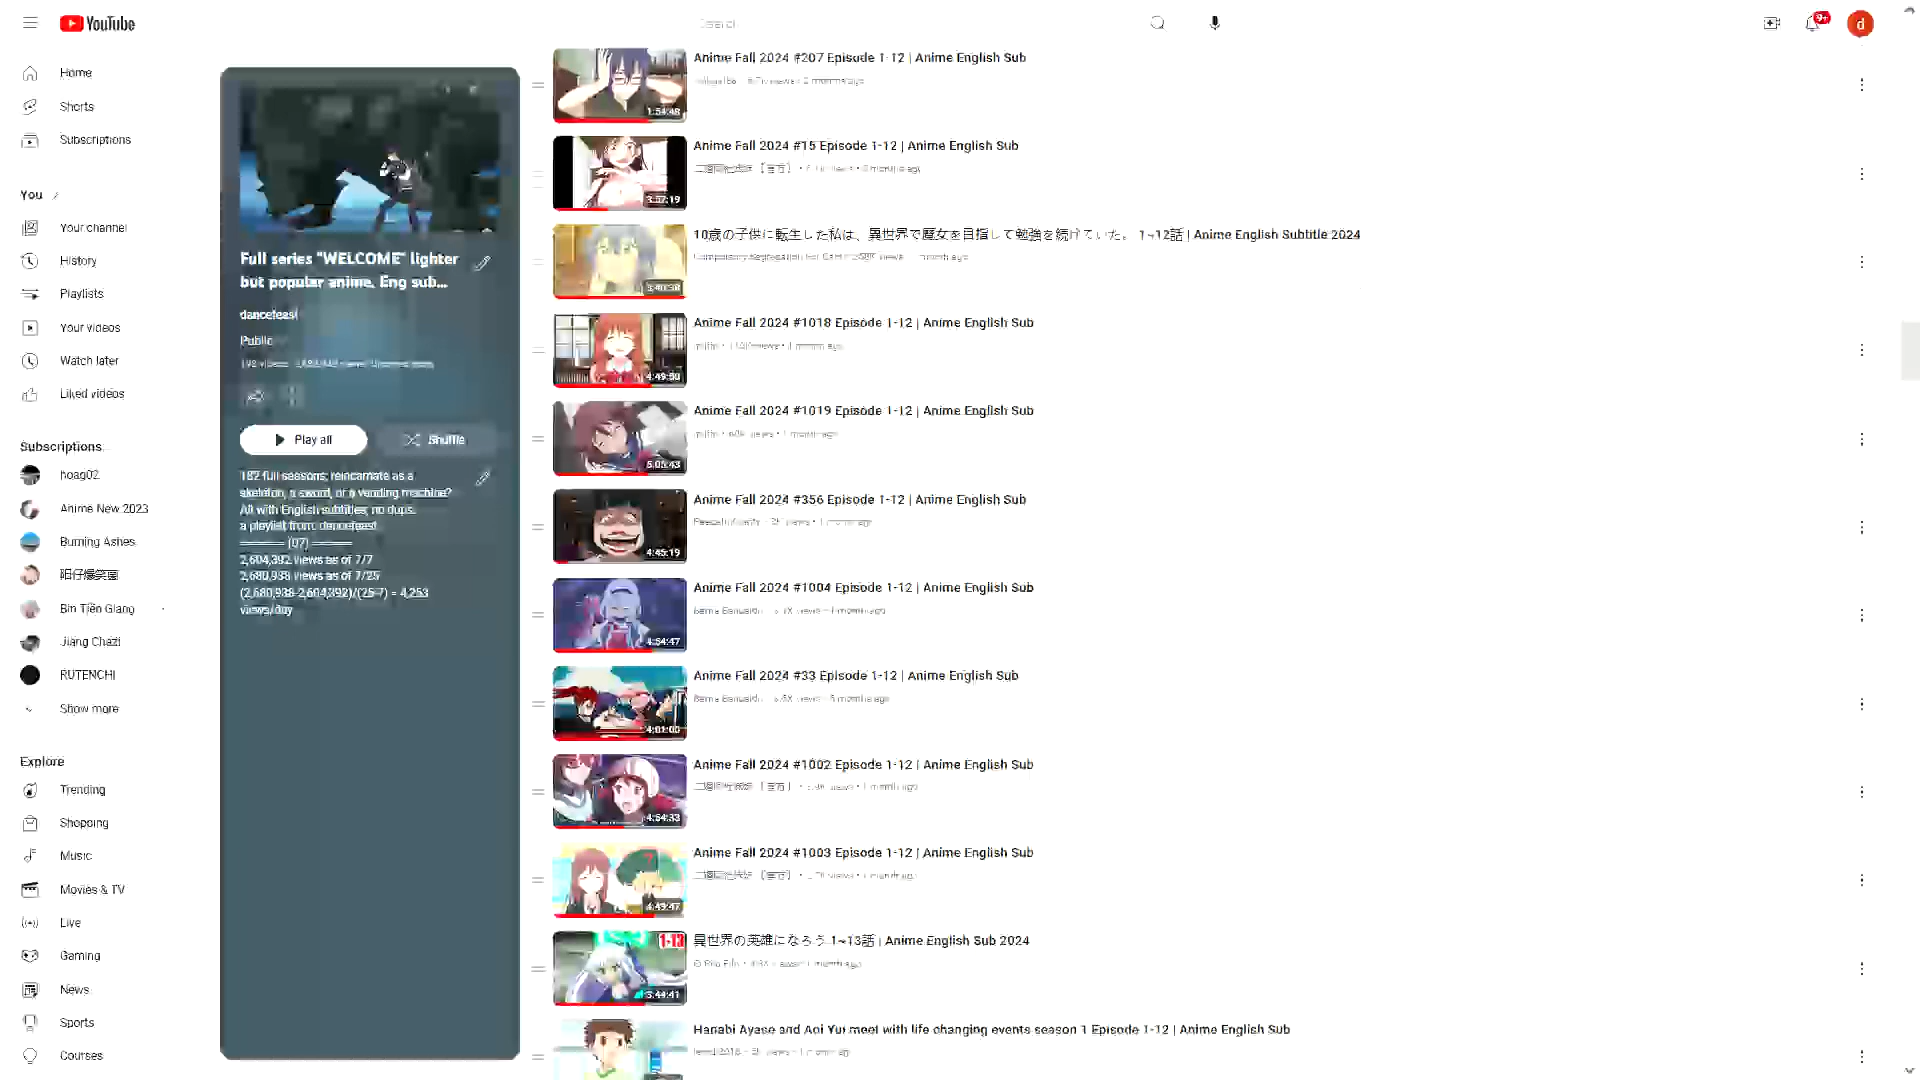 YouTube
9+
d
Home
Shorts
Subscriptions
You
Your channel
History
Playlists
Your videos
Watch later
Liked videos
Subscriptions
hoag02
Anime New 2023
Burning Ashes
Bin Tiền Giang
Jiang Chazi
RUTENCHI
Show more
Explore
Trending
Shopping
Music
Movies & TV
Live
Gaming
News
Sports
Courses
Full series "WELCOME" lighter
but popular anime. Eng sub...
dancefeast
Public
Play all
Shuffle
182 full seasons; reincarnate as a
skeleton, a sword, or a vending machine?
All with English subtitles; no dups.
a playlist from: dancefeast
======= (07) =======
2,604,392 views as of 7/7
2,680,938 views as of 7/25
(2,680,938-2,604,392)/(25-7) = 4,253
views/day
Anime Fall 2024 #207 Episode 1-12 | Anime English Sub
1:54:48
Anime Fall 2024 #15 Episode 1-12 | Anime English Sub
3:57:19
10歳の子供に転生した私は、異世界で魔女を目指して勉強を続けていた。 1~12話 | Anime English Subtitle 2024
Anime Fall 2024 #1018 Episode 1-12 | Anime English Sub
1 month ago
Anime Fall 2024 #1019 Episode 1-12 | Anime English Sub
1 month ago
5:05:43
Anime Fall 2024 #356 Episode 1-12 | Anime English Sub
4:45:19
Anime Fall 2024 #1004 Episode 1-12 | Anime English Sub
4:54:47
Anime Fall 2024 #33 Episode 1-12 | Anime English Sub
4:01:00
Anime Fall 2024 #1002 Episode 1-12 | Anime English Sub
1 month ago
4:54:33
Anime Fall 2024 #1003 Episode 1-12 | Anime English Sub
4:49:47
1-13
異世界の英雄になろう 1~13話 | Anime English Sub 2024
3:44:41
Hanabi Ayase and Aoi Yui meet with life changing events season 1 Episode 1-12 | Anime English Sub